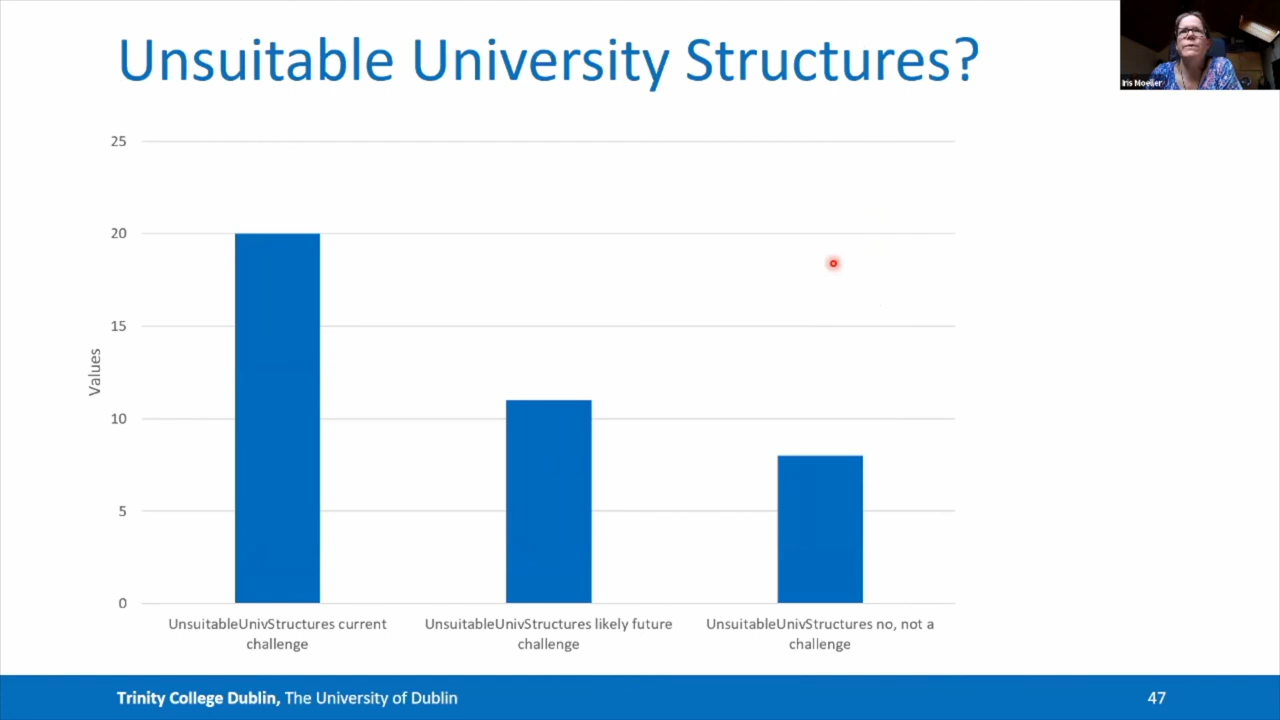 Unsuitable University Structures?
Iris Moeller
25
20
15
10
5
0
Values
UnsuitableUnivStructures current
challenge
UnsuitableUnivStructures likely future
challenge
UnsuitableUnivStructures no, not a
challenge
Trinity College Dublin, The University of Dublin
47